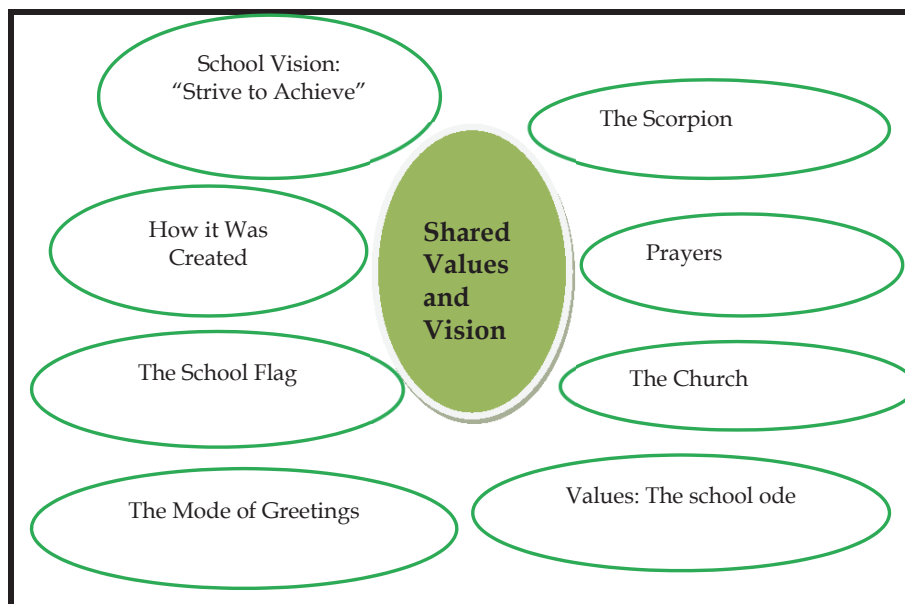 School Vision:
“Strive to Achieve”
The Scorpion
How it Was
Created
Shared
Values
and
Vision
Prayers
The School Flag
The Church
The Mode of Greetings
Values: The school ode